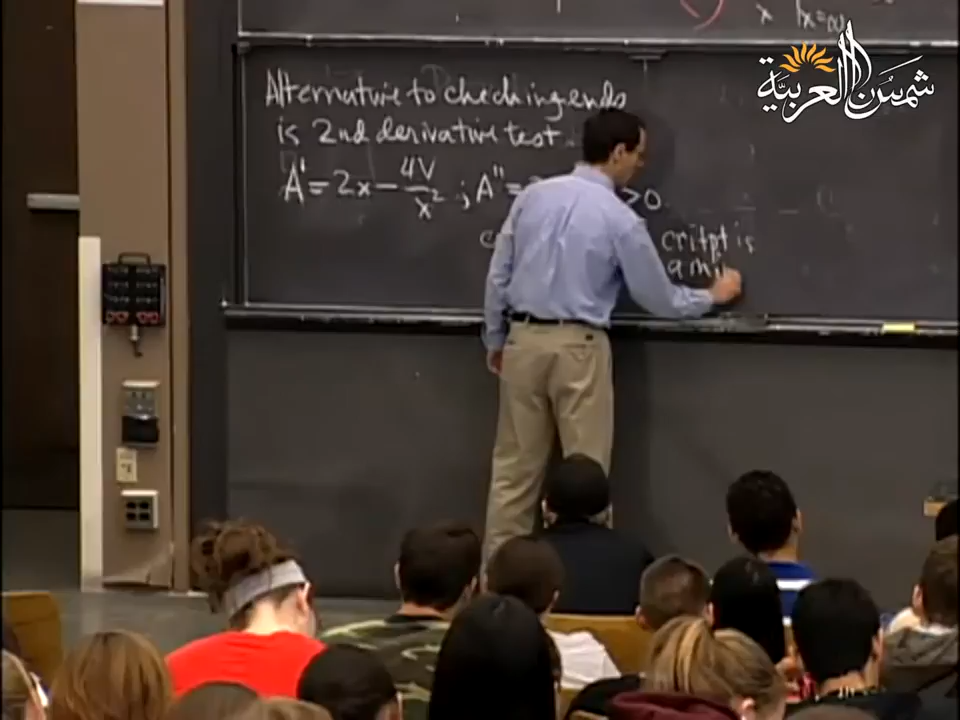 x x=∞
شمس العربية
Alternative to checking ends
is 2nd derivative test.
A' = 2x - 4V/x² ; A'' = > 0
crit pt is
a mi